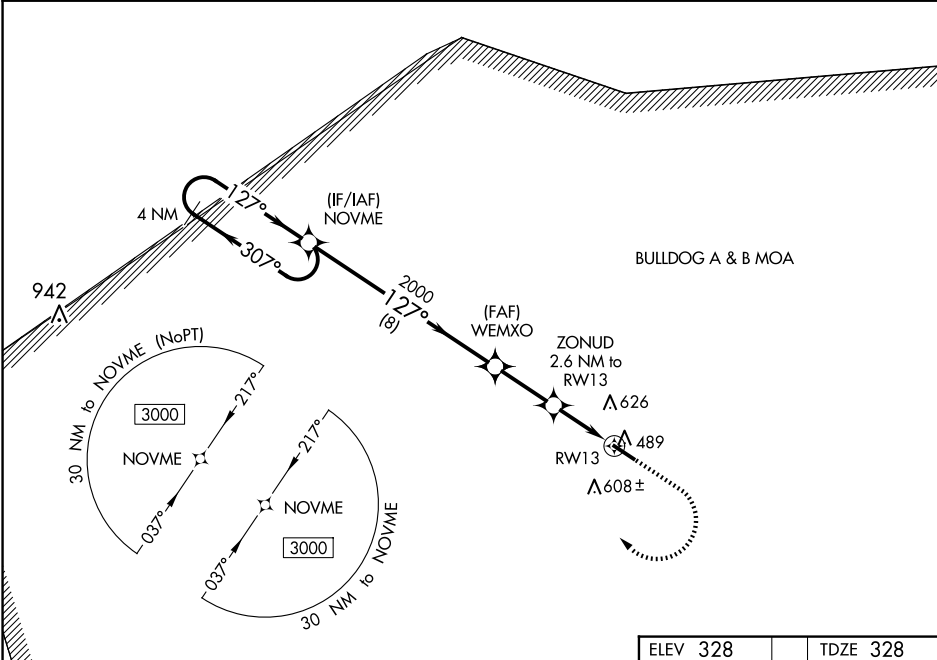 127°
4 NM
307°
(IF/IAF)
NOVME
BULLDOG A & B MOA
942
2000
127°
(8)
(FAF)
WEMXO
ZONUD
2.6 NM to
RW13
626
489
RW13
608 ±
30 NM to NOVME (NoPT)
3000
217°
NOVME
037°
217°
NOVME
3000
037°
30 NM to NOVME
ELEV 328
TDZE 328